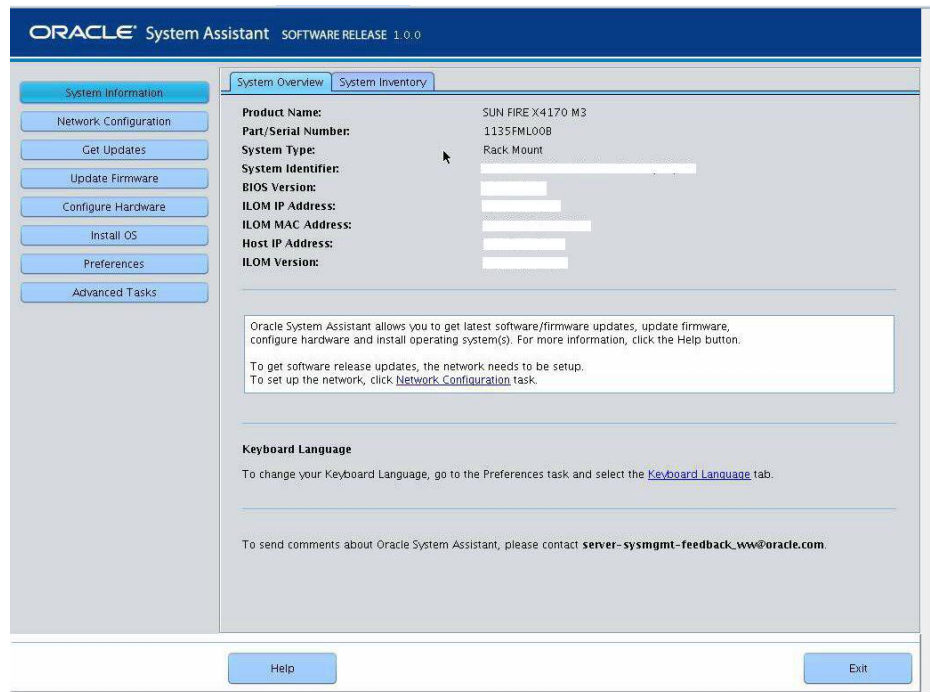 ORACLE® System Assistant SOFTWARE RELEASE 1.0.0
System Information
Network Configuration
Get Updates
Update Firmware
Configure Hardware
Install OS
Preferences
Advanced Tasks
System Overview
System Inventory
Product Name: SUN FIRE X4170 M3
Part/Serial Number: 1135FML00B
System Type: Rack Mount
System Identifier:
BIOS Version:
ILOM IP Address:
ILOM MAC Address:
Host IP Address:
ILOM Version:
Oracle System Assistant allows you to get latest software/firmware updates, update firmware,
configure hardware and install operating system(s). For more information, click the Help button.
To get software release updates, the network needs to be setup.
To set up the network, click Network Configuration task.
Keyboard Language
To change your Keyboard Language, go to the Preferences task and select the Keyboard Language tab.
To send comments about Oracle System Assistant, please contact server-sysmgmt-feedback_ww@oracle.com.
Help
Exit